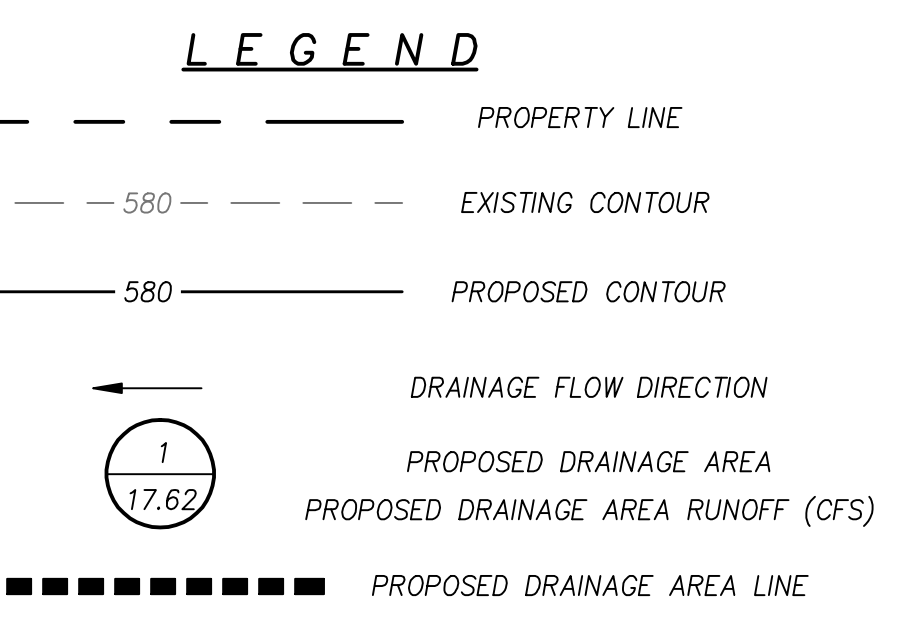 LEGEND
PROPERTY LINE
580 EXISTING CONTOUR
580 PROPOSED CONTOUR
DRAINAGE FLOW DIRECTION
1 PROPOSED DRAINAGE AREA
17.62 PROPOSED DRAINAGE AREA RUNOFF (CFS)
PROPOSED DRAINAGE AREA LINE